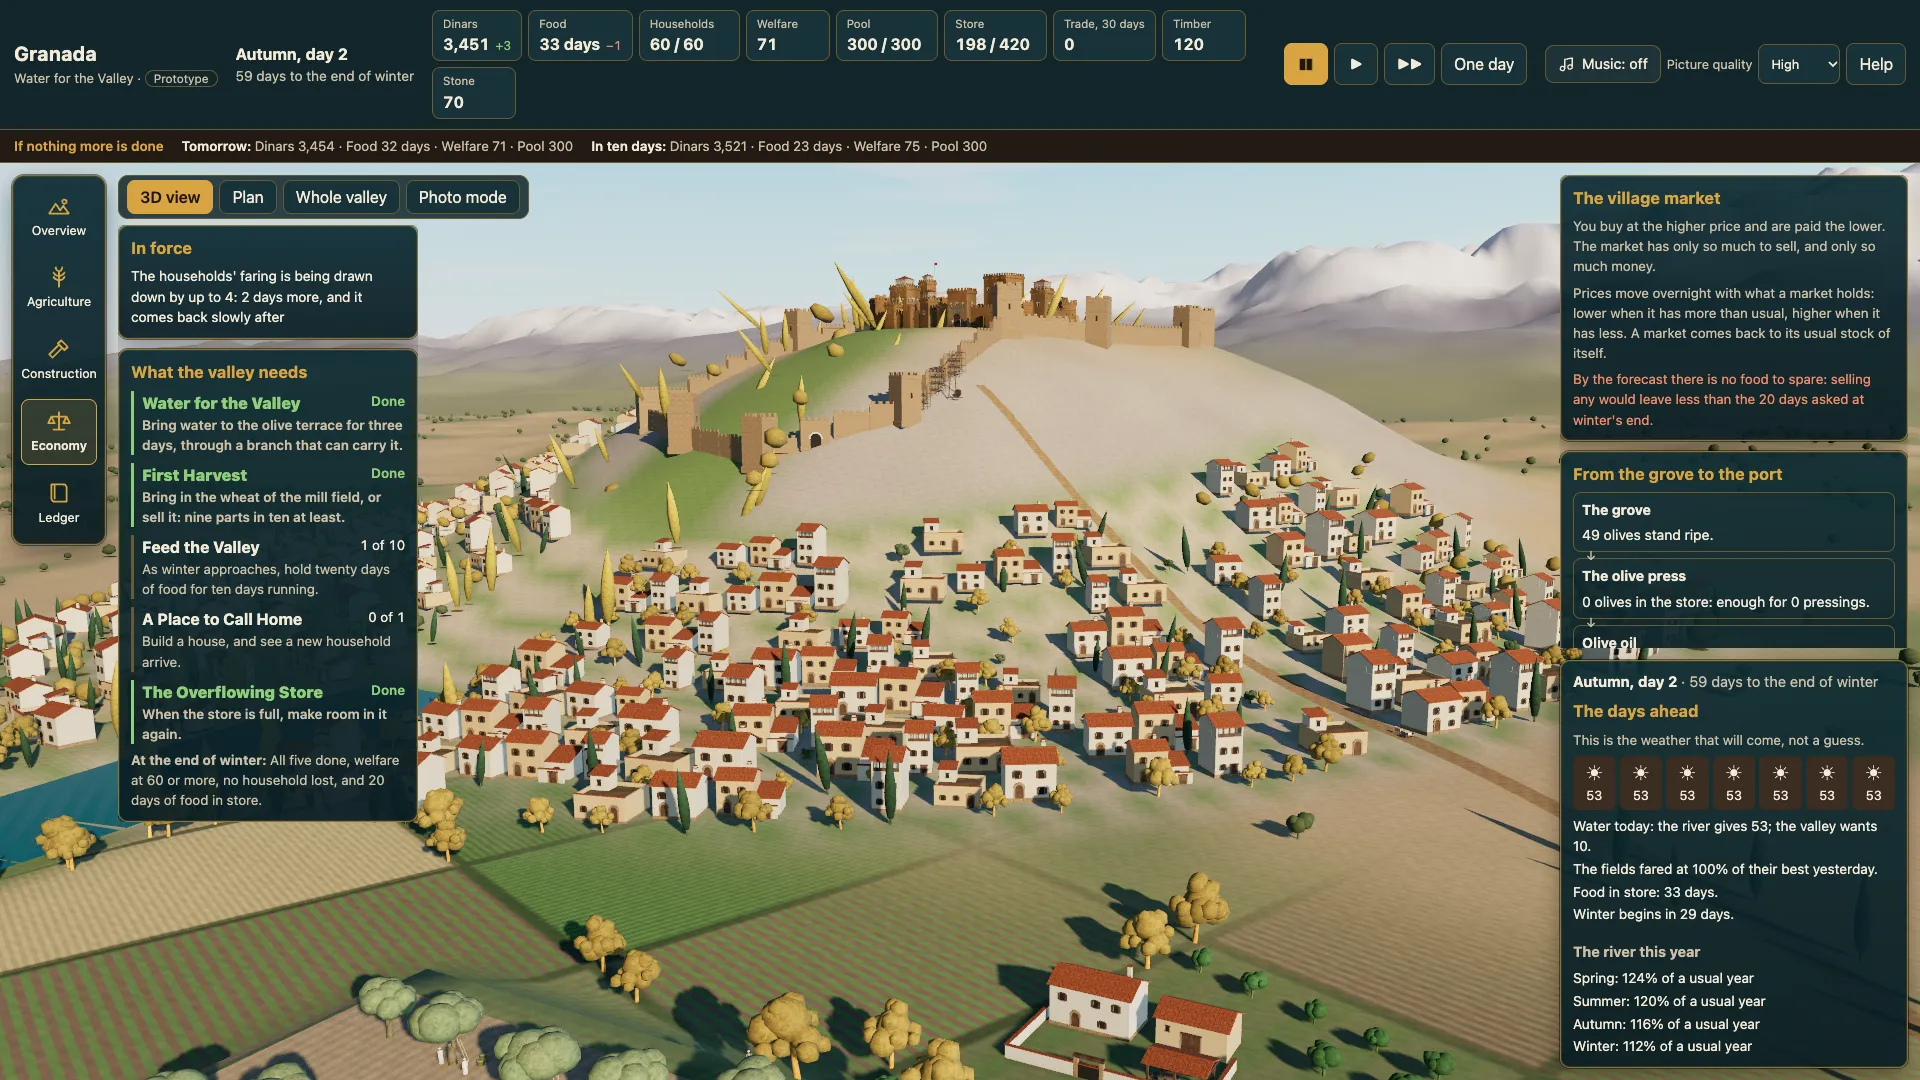 Granada
Water for the Valley · Prototype
Autumn, day 2
59 days to the end of winter
Dinars
3,451 +3
Food
33 days −1
Households
60 / 60
Welfare
71
Pool
300 / 300
Store
198 / 420
Trade, 30 days
0
Timber
120
Stone
70
One day
Music: off
Picture quality
High
Help
If nothing more is done Tomorrow: Dinars 3,454 · Food 32 days · Welfare 71 · Pool 300 In ten days: Dinars 3,521 · Food 23 days · Welfare 75 · Pool 300
Overview
Agriculture
Construction
Economy
Ledger
3D view
Plan
Whole valley
Photo mode
In force
The households' faring is being drawn
down by up to 4: 2 days more, and it
comes back slowly after
What the valley needs
Water for the Valley Done
Bring water to the olive terrace for three
days, through a branch that can carry it.
First Harvest Done
Bring in the wheat of the mill field, or
sell it: nine parts in ten at least.
Feed the Valley 1 of 10
As winter approaches, hold twenty days
of food for ten days running.
A Place to Call Home 0 of 1
Build a house, and see a new household
arrive.
The Overflowing Store Done
When the store is full, make room in it
again.
At the end of winter: All five done, welfare
at 60 or more, no household lost, and 20
days of food in store.
The village market
You buy at the higher price and are paid the lower.
The market has only so much to sell, and only so
much money.
Prices move overnight with what a market holds:
lower when it has more than usual, higher when it
has less. A market comes back to its usual stock of
itself.
By the forecast there is no food to spare: selling
any would leave less than the 20 days asked at
winter's end.
From the grove to the port
The grove
49 olives stand ripe.
↓
The olive press
0 olives in the store: enough for 0 pressings.
↓
Olive oil
Autumn, day 2 · 59 days to the end of winter
The days ahead
This is the weather that will come, not a guess.
53 53 53 53 53 53 53
Water today: the river gives 53; the valley wants
10.
The fields fared at 100% of their best yesterday.
Food in store: 33 days.
Winter begins in 29 days.
The river this year
Spring: 124% of a usual year
Summer: 120% of a usual year
Autumn: 116% of a usual year
Winter: 112% of a usual year